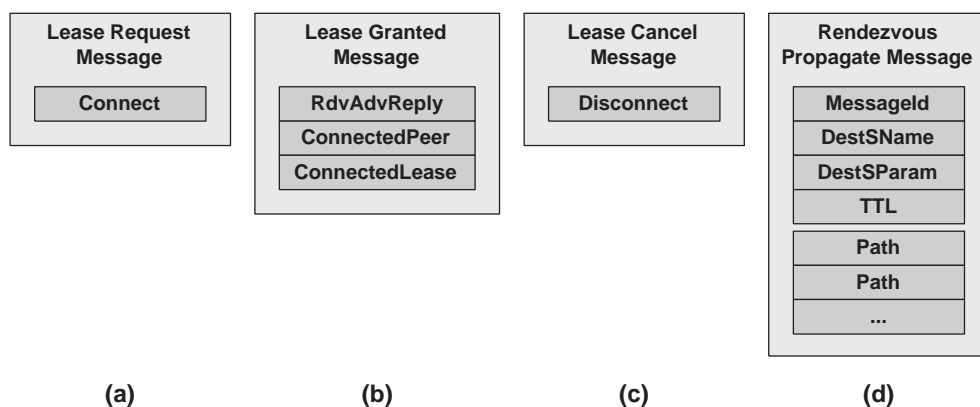 Lease Request
Message
Connect
Lease Granted
Message
RdvAdvReply
ConnectedPeer
ConnectedLease
Lease Cancel
Message
Disconnect
Rendezvous
Propagate Message
MessageId
DestSName
DestSParam
TTL
Path
Path
...
(a)
(b)
(c)
(d)